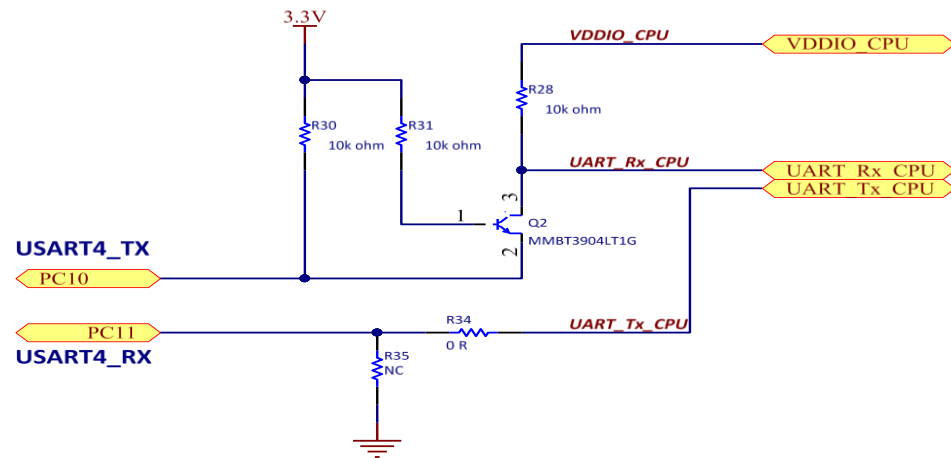 3.3V
VDDIO_CPU
VDDIO_CPU
R28
10k ohm
R30
10k ohm
R31
10k ohm
UART_Rx_CPU
UART_Rx_CPU
UART_Tx_CPU
3
1
Q2
MMBT3904LT1G
2
USART4_TX
PC10
PC11
USART4_RX
R34
0 R
UART_Tx_CPU
R35
NC